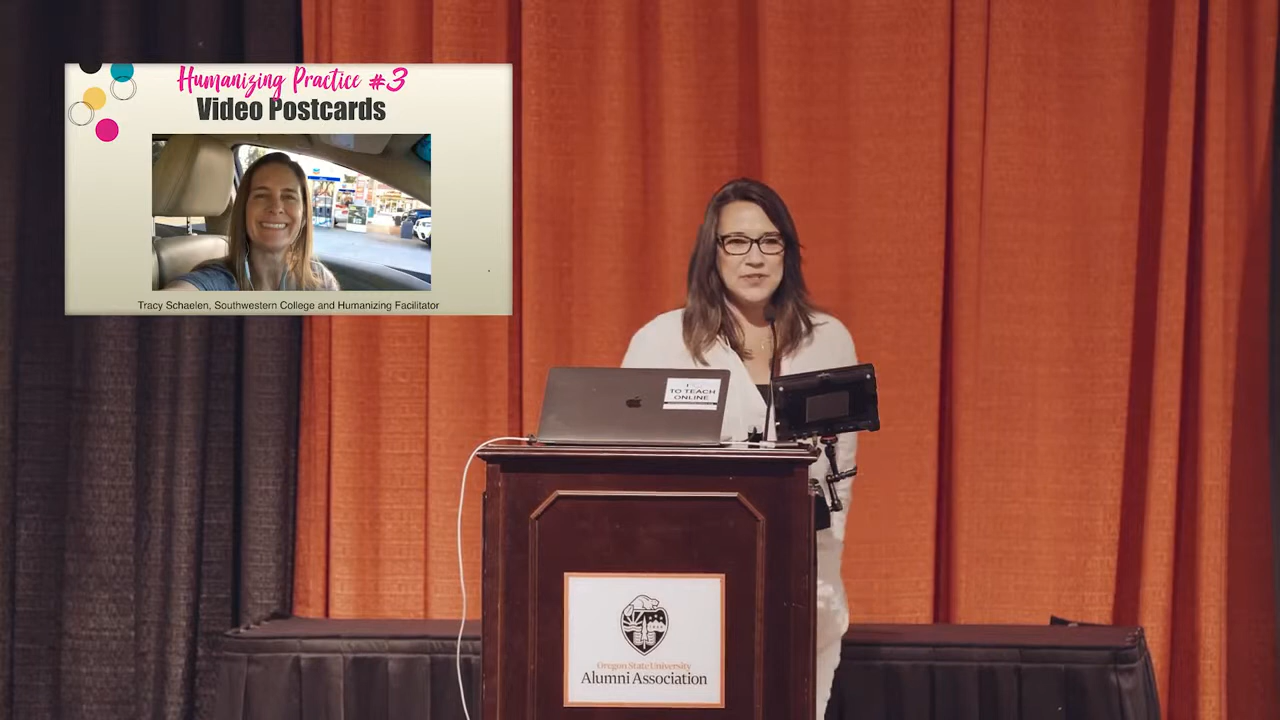 Humanizing Practice #3
Video Postcards
Tracy Schaelen, Southwestern College and Humanizing Facilitator
I
TO TEACH
ONLINE
Oregon State University
Alumni Association